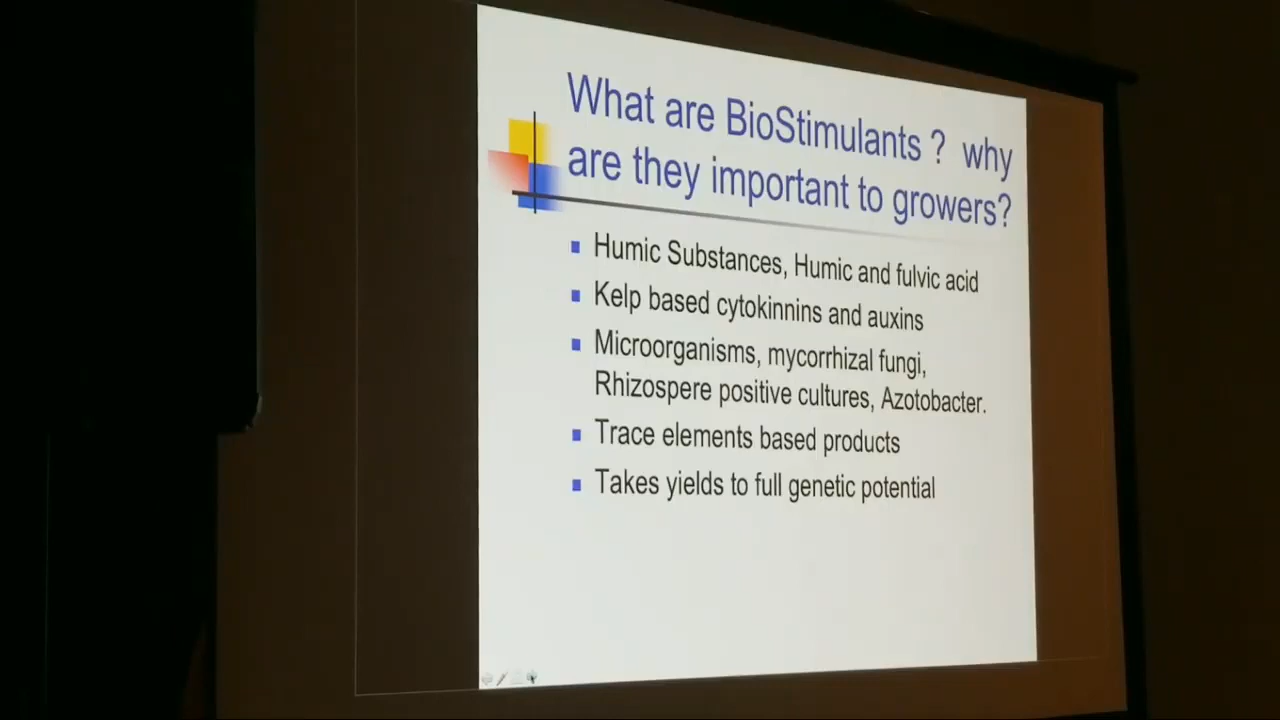 What are BioStimulants ? why
are they important to growers?
Humic Substances, Humic and fulvic acid
Kelp based cytokinnins and auxins
Microorganisms, mycorrhizal fungi,
Rhizospere positive cultures, Azotobacter.
Trace elements based products
Takes yields to full genetic potential